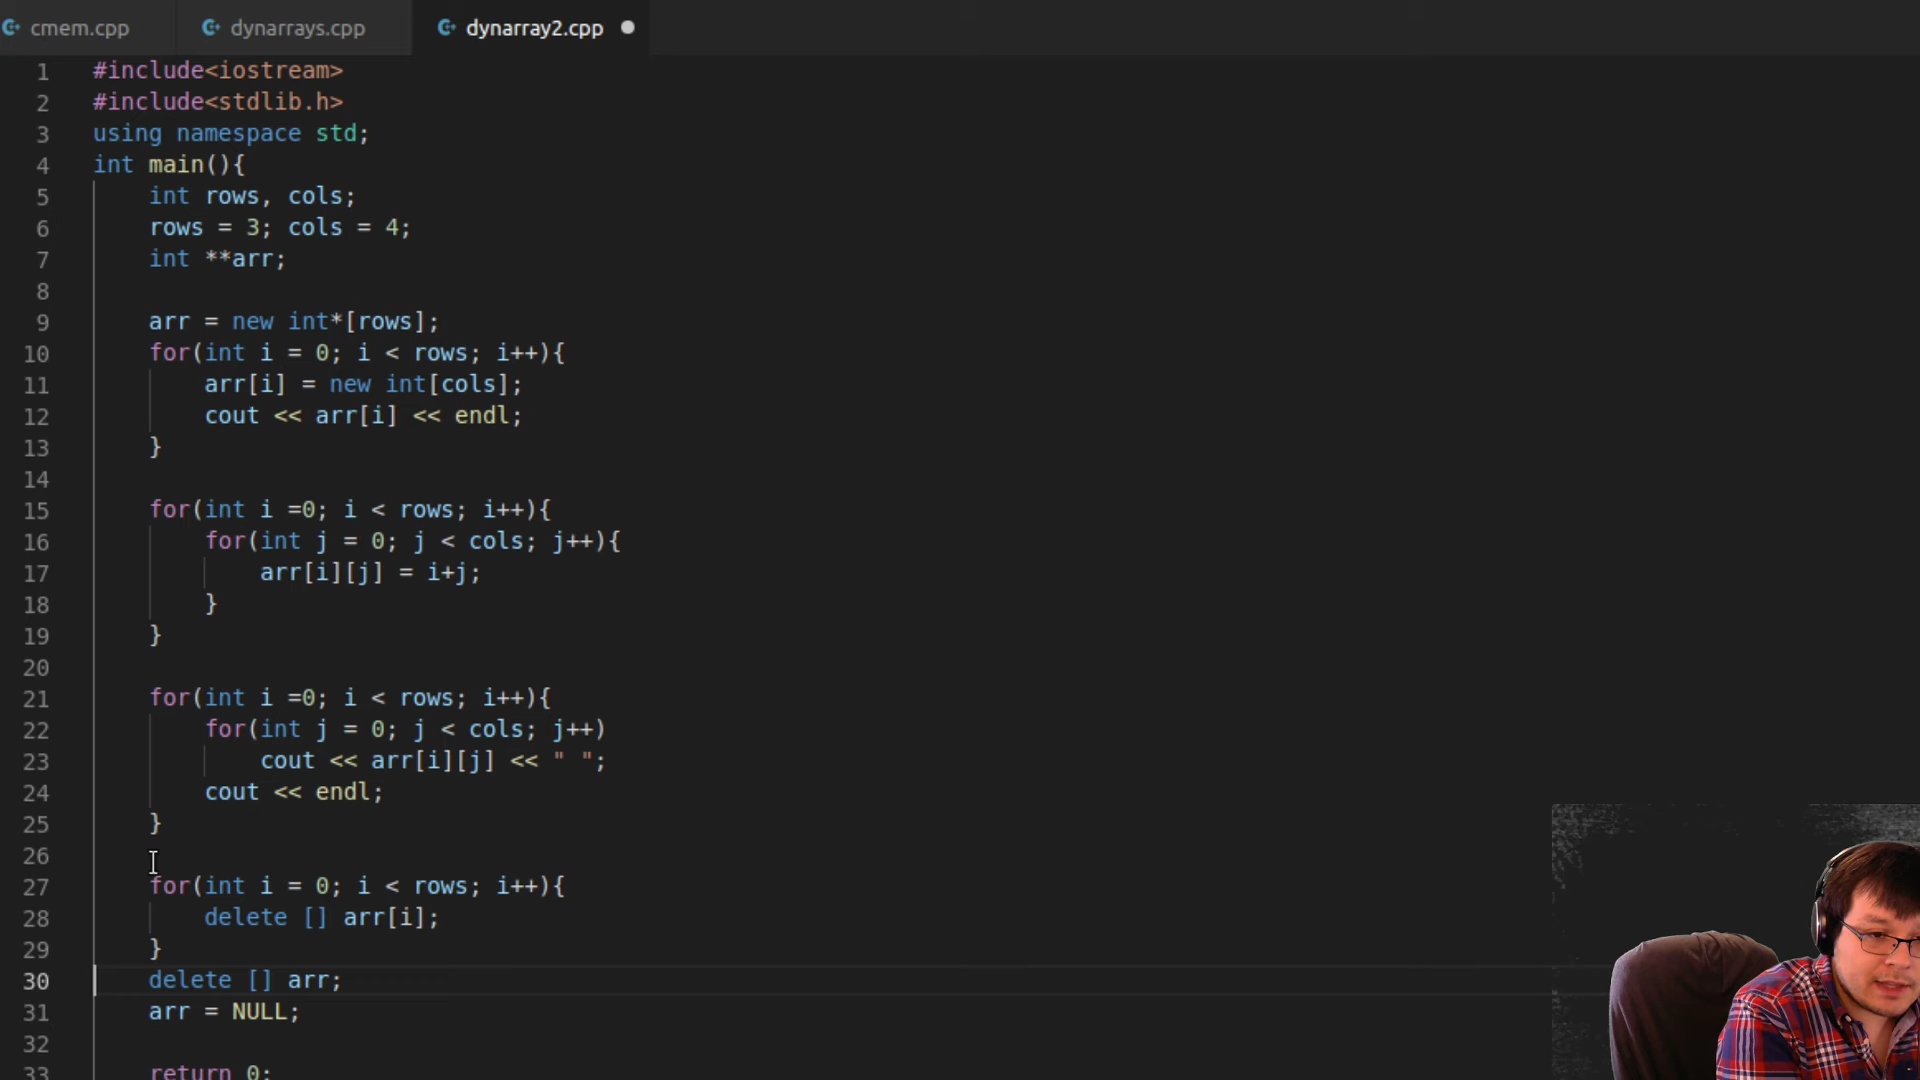 cmem.cpp dynarrays.cpp dynarray2.cpp
1 #include<iostream>
2 #include<stdlib.h>
3 using namespace std;
4 int main(){
5 int rows, cols;
6 rows = 3; cols = 4;
7 int **arr;
8
9 arr = new int*[rows];
10 for(int i = 0; i < rows; i++){
11 arr[i] = new int[cols];
12 cout << arr[i] << endl;
13 }
14
15 for(int i =0; i < rows; i++){
16 for(int j = 0; j < cols; j++){
17 arr[i][j] = i+j;
18 }
19 }
20
21 for(int i =0; i < rows; i++){
22 for(int j = 0; j < cols; j++)
23 cout << arr[i][j] << " ";
24 cout << endl;
25 }
26
27 for(int i = 0; i < rows; i++){
28 delete [] arr[i];
29 }
30 delete [] arr;
31 arr = NULL;
32
33 return 0;